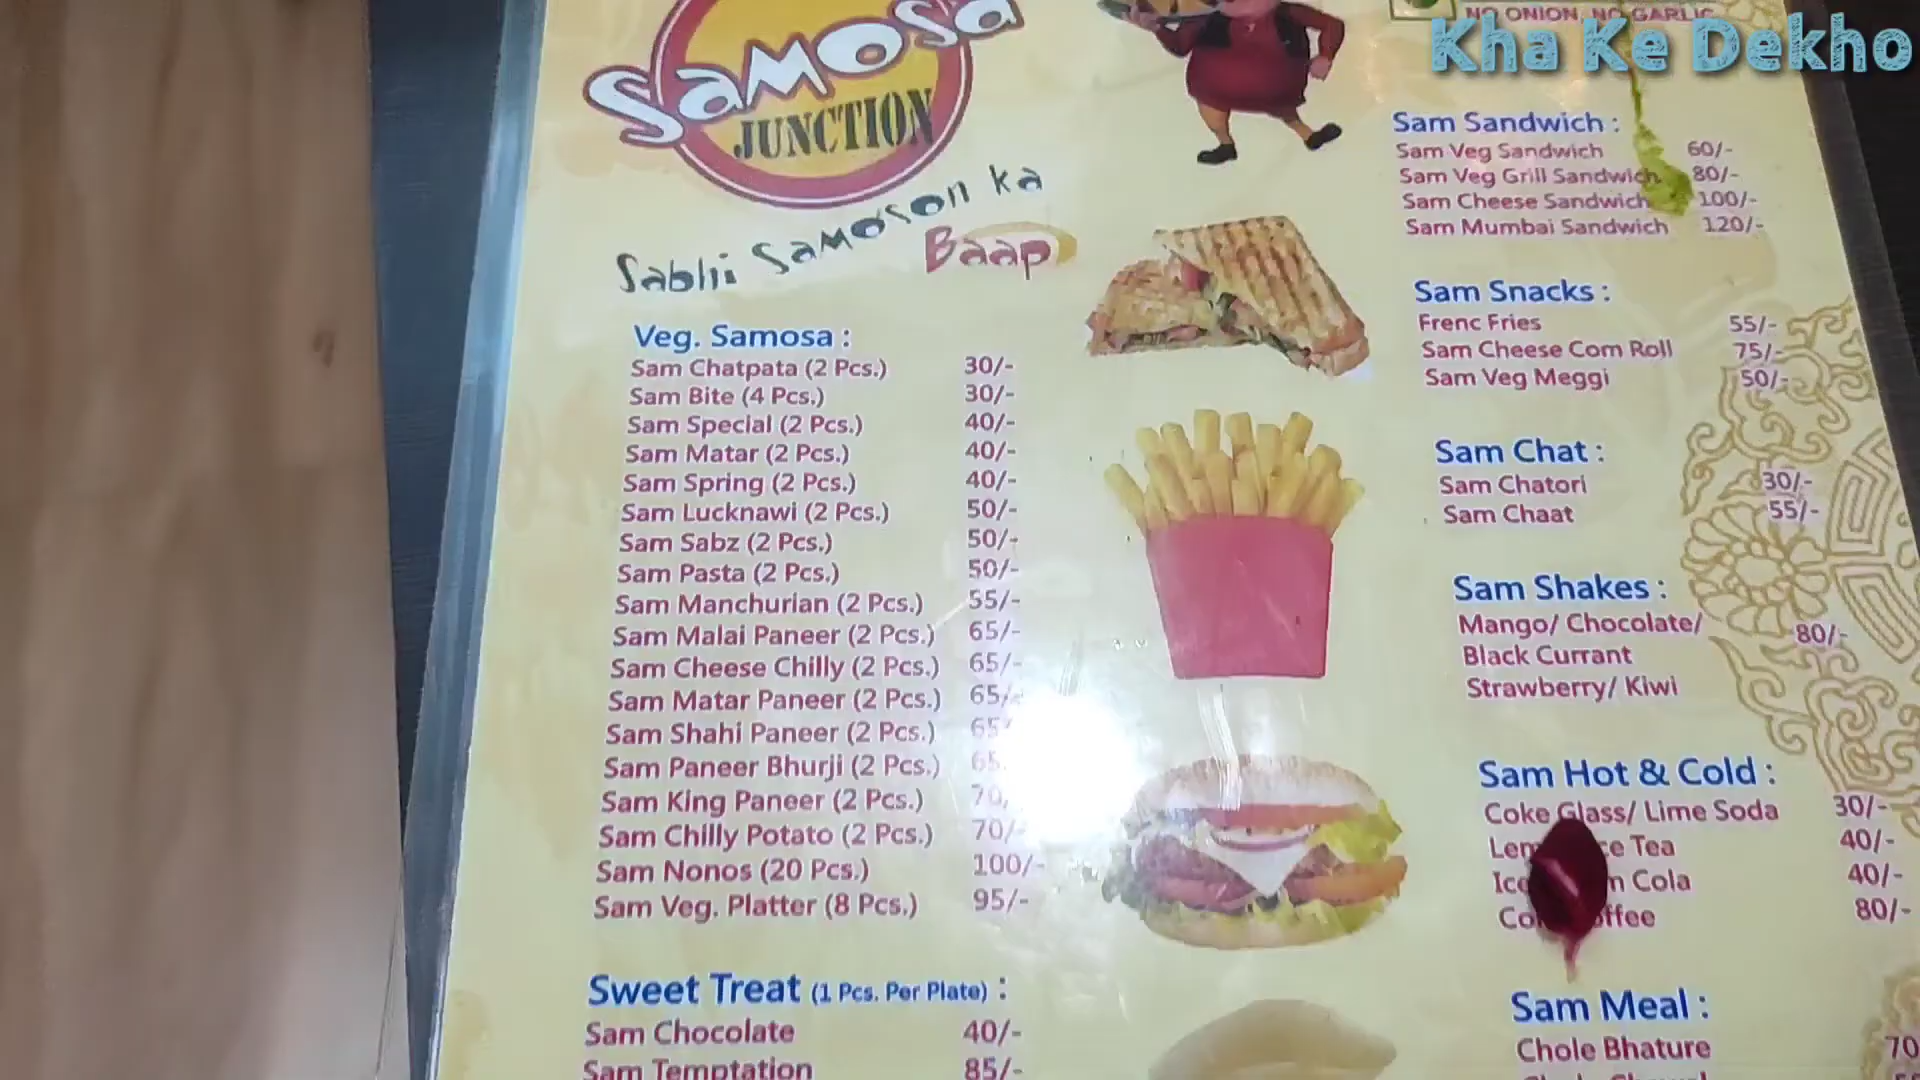 Kha Ke Dekho
Samosa
JUNCTION
Sabhi Samoson ka
Baap
Veg. Samosa :
Sam Chatpata (2 Pcs.) 30/-
Sam Bite (4 Pcs.) 30/-
Sam Special (2 Pcs.) 40/-
Sam Matar (2 Pcs.) 40/-
Sam Spring (2 Pcs.) 40/-
Sam Lucknawi (2 Pcs.) 50/-
Sam Sabz (2 Pcs.) 50/-
Sam Pasta (2 Pcs.) 50/-
Sam Manchurian (2 Pcs.) 55/-
Sam Malai Paneer (2 Pcs.) 65/-
Sam Cheese Chilly (2 Pcs.) 65/-
Sam Matar Paneer (2 Pcs.) 65/-
Sam Shahi Paneer (2 Pcs.) 65
Sam Paneer Bhurji (2 Pcs.) 65
Sam King Paneer (2 Pcs.) 70
Sam Chilly Potato (2 Pcs.) 70/-
Sam Nonos (20 Pcs.) 100/-
Sam Veg. Platter (8 Pcs.) 95/-
Sweet Treat (1 Pcs. Per Plate) :
Sam Chocolate 40/-
Sam Temptation 85/-
NO ONION, NO GARLIC
Sam Sandwich :
Sam Veg Sandwich 60/-
Sam Veg Grill Sandwich 80/-
Sam Cheese Sandwich 100/-
Sam Mumbai Sandwich 120/-
Sam Snacks :
Frenc Fries 55/-
Sam Cheese Corn Roll 75/-
Sam Veg Meggi 50/-
Sam Chat :
Sam Chatori 30/-
Sam Chaat 55/-
Sam Shakes :
Mango/ Chocolate/ 80/-
Black Currant
Strawberry/ Kiwi
Sam Hot & Cold :
Coke Glass/ Lime Soda 30/-
Tea 40/-
Cola 40/-
80/-
Sam Meal :
Chole Bhature 70